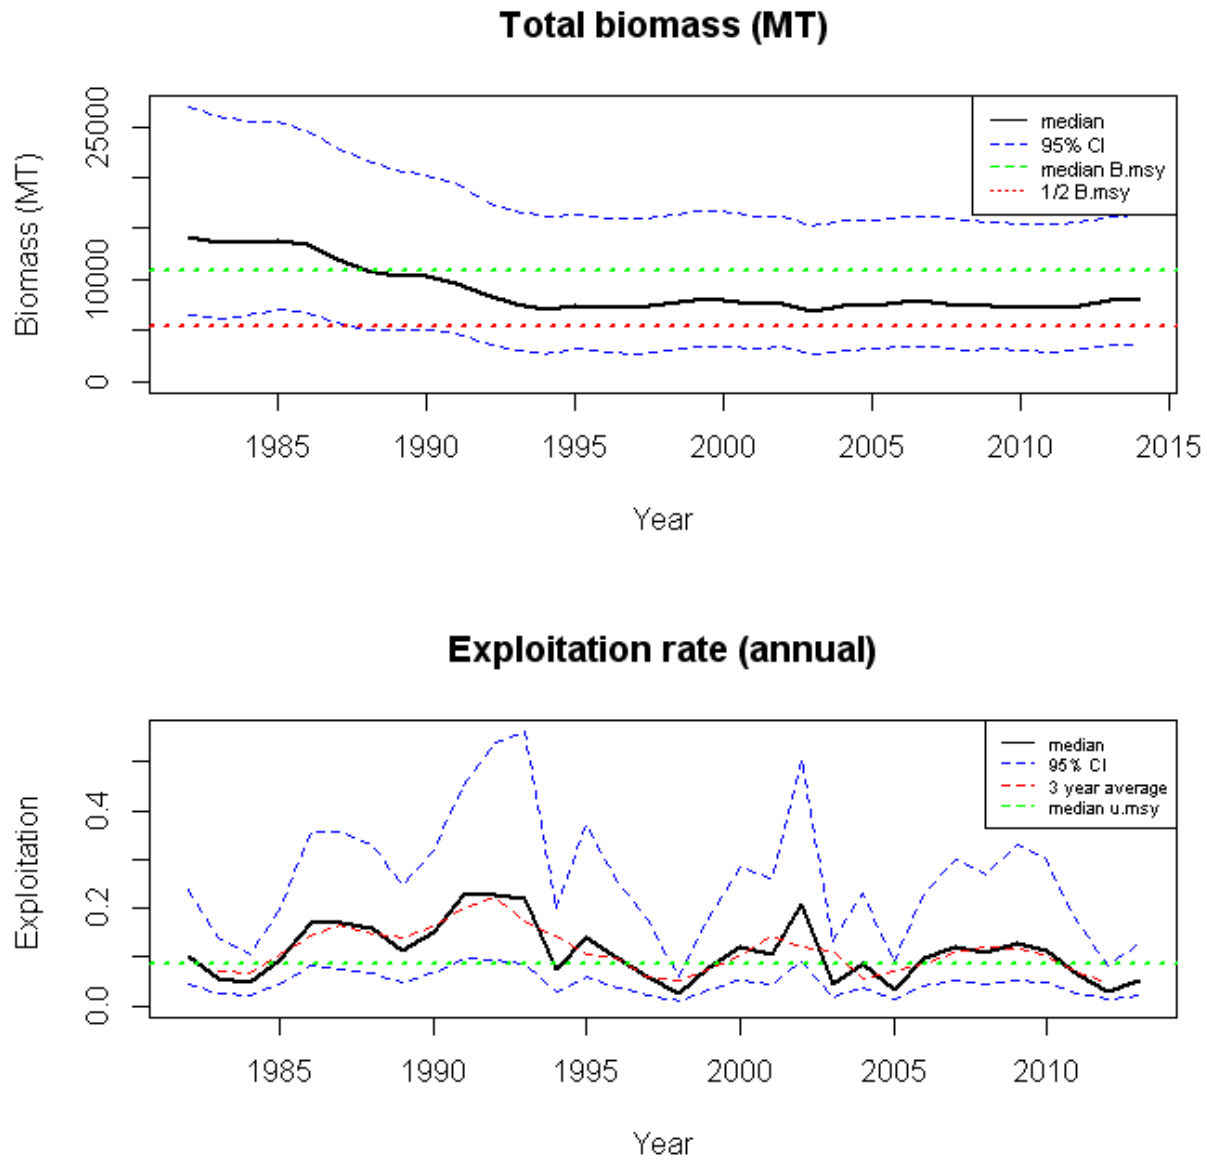 Total biomass (MT)
Biomass (MT)
25000
10000
0
median
95% CI
median B.msy
1/2 B.msy
1985 1990 1995 2000 2005 2010 2015
Year
Exploitation rate (annual)
Exploitation
0.4
0.2
0.0
median
95% CI
3 year average
median u.msy
1985 1990 1995 2000 2005 2010
Year